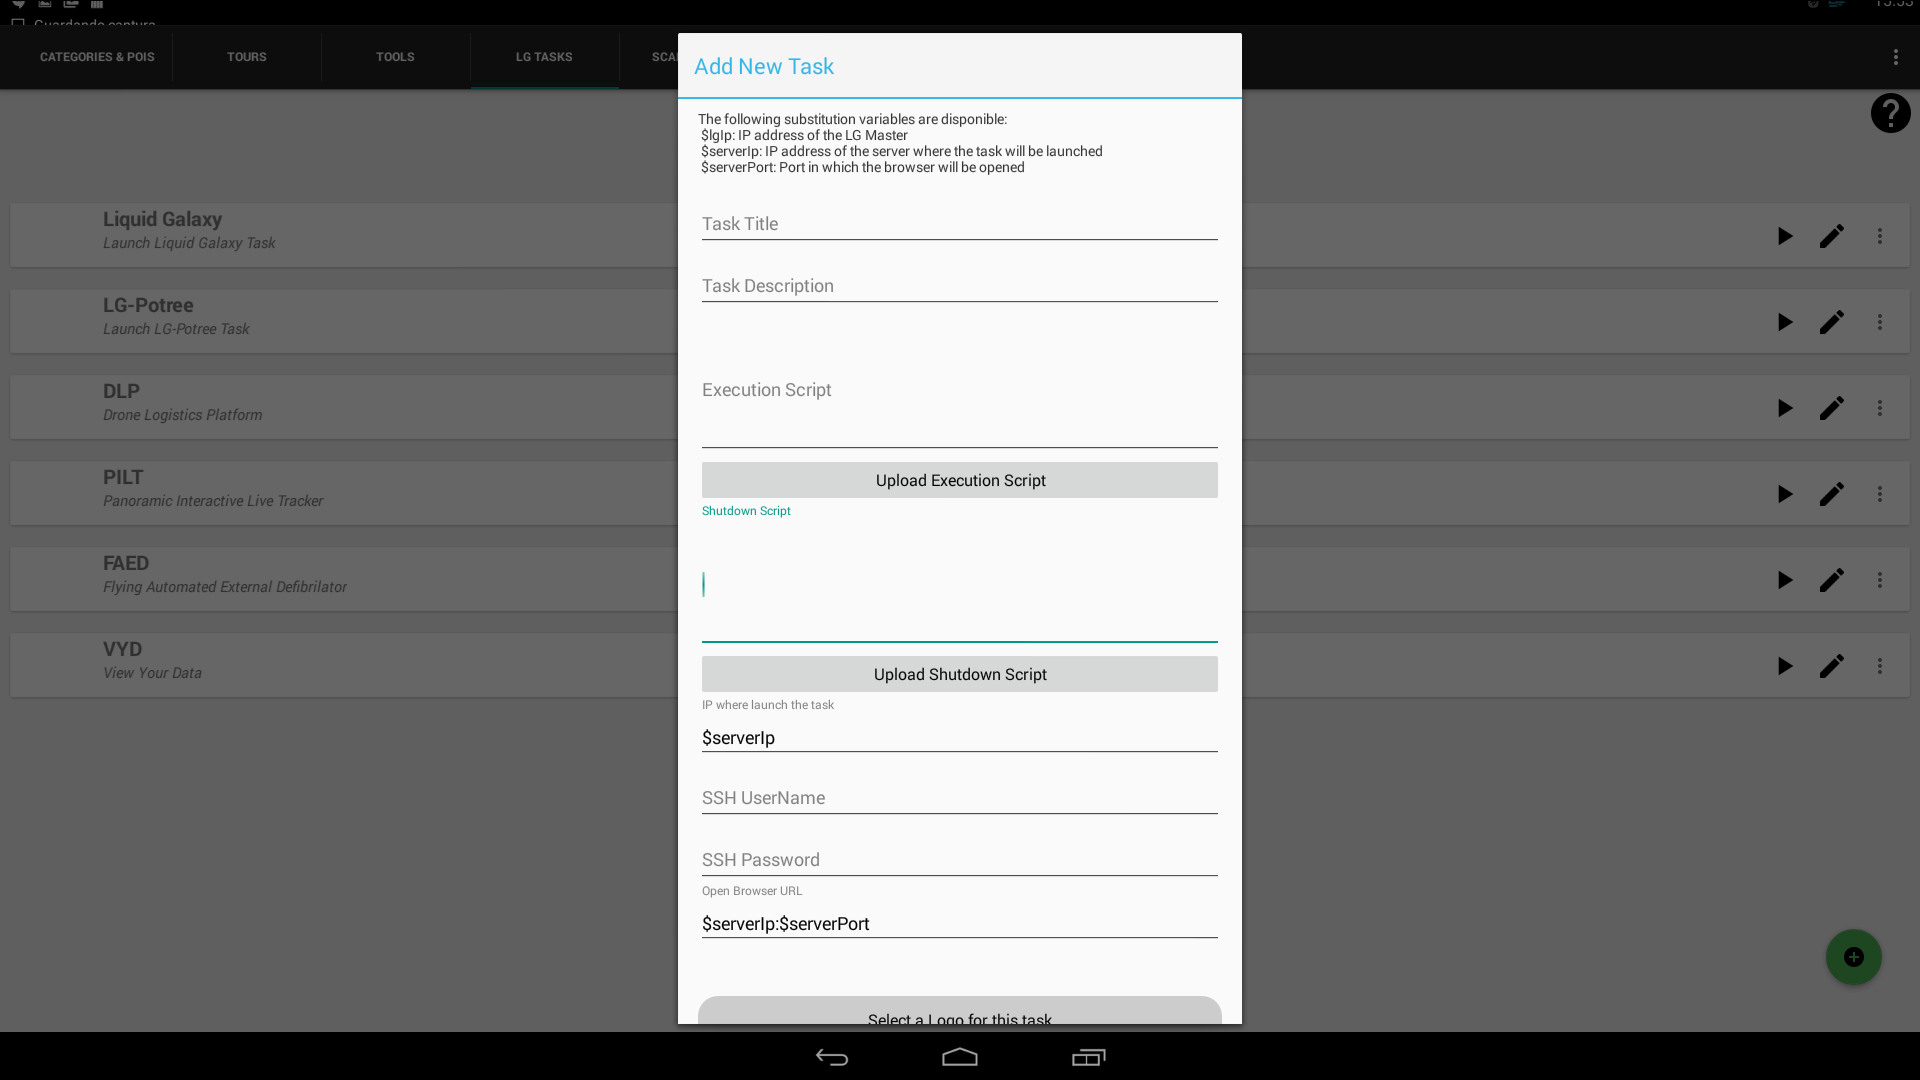 Guardando captura
CATEGORIES & POIS
TOURS
TOOLS
LG TASKS
Add New Task
The following substitution variables are disponible:
$lgIp: IP address of the LG Master
$serverIp: IP address of the server where the task will be launched
$serverPort: Port in which the browser will be opened
Task Title
Task Description
Execution Script
Upload Execution Script
Shutdown Script
Upload Shutdown Script
IP where launch the task
$serverIp
SSH UserName
SSH Password
Open Browser URL
$serverIp:$serverPort
Select a Logo for this task
Liquid Galaxy
Launch Liquid Galaxy Task
LG-Potree
Launch LG-Potree Task
DLP
Drone Logistics Platform
PILT
Panoramic Interactive Live Tracker
FAED
Flying Automated External Defibrilator
VYD
View Your Data